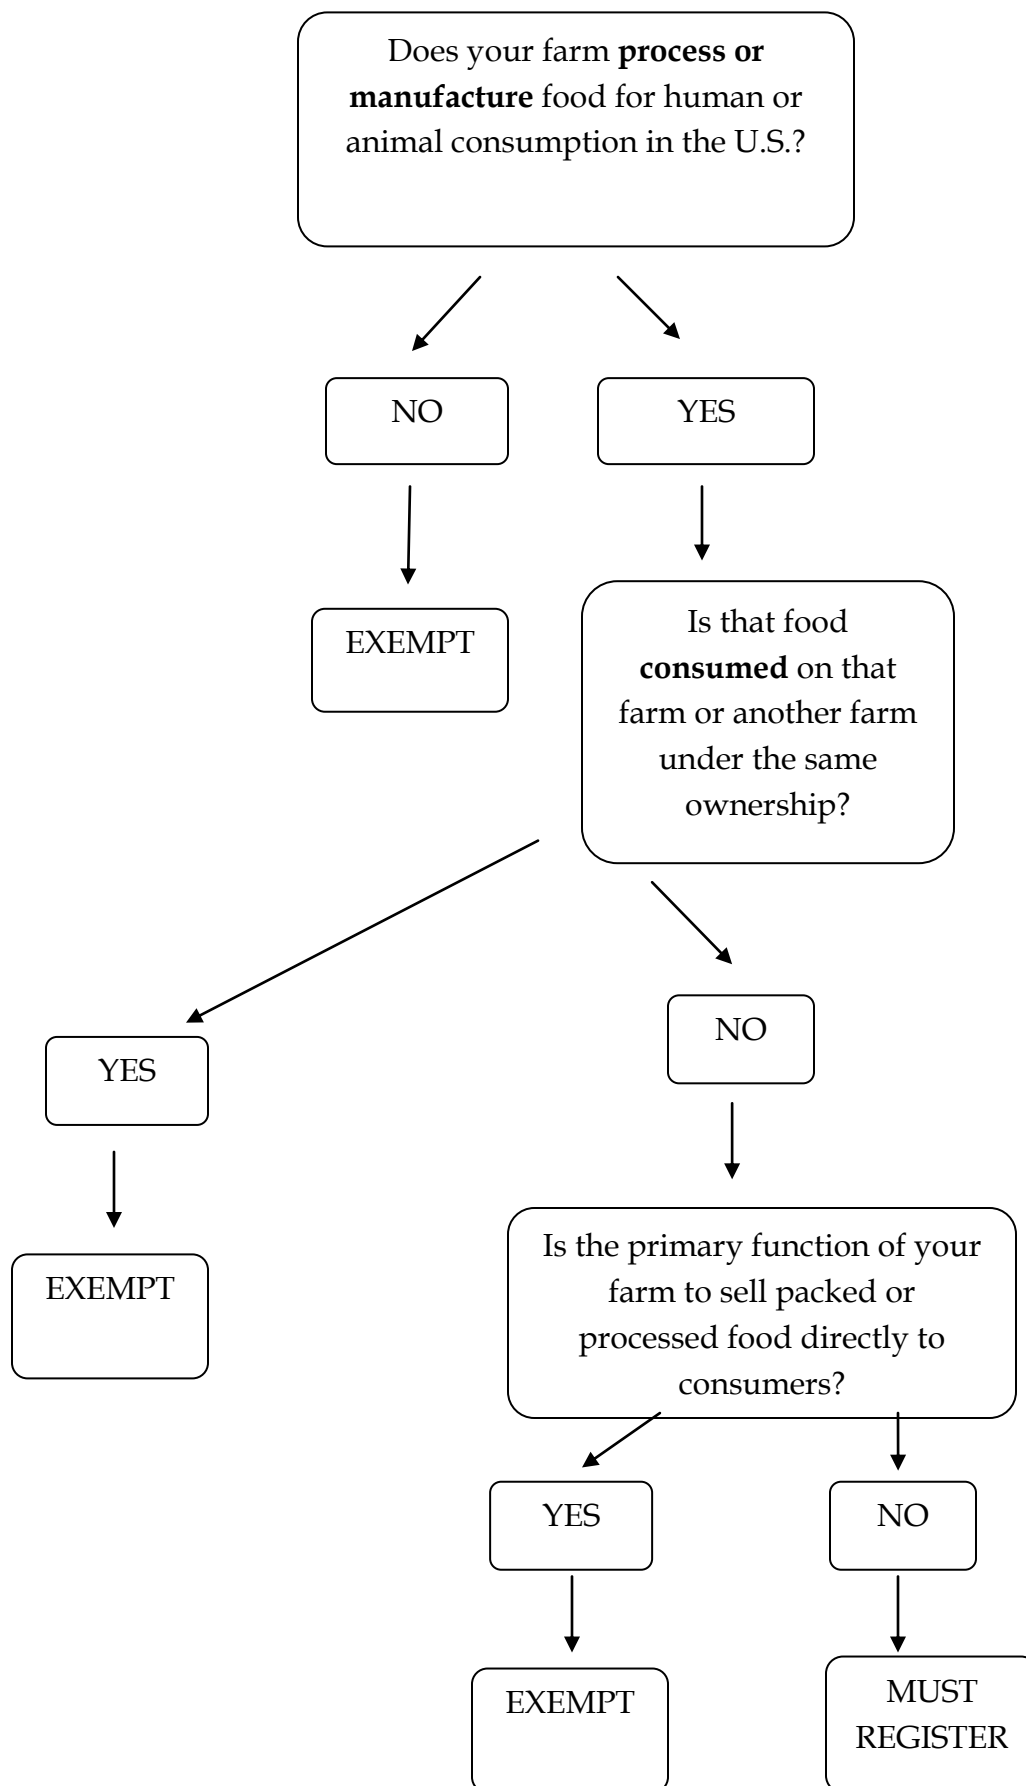 Does your farm process or
manufacture food for human or
animal consumption in the U.S.?
NO
YES
EXEMPT
Is that food
consumed on that
farm or another farm
under the same
ownership?
YES
NO
EXEMPT
Is the primary function of your
farm to sell packed or
processed food directly to
consumers?
YES
NO
EXEMPT
MUST
REGISTER